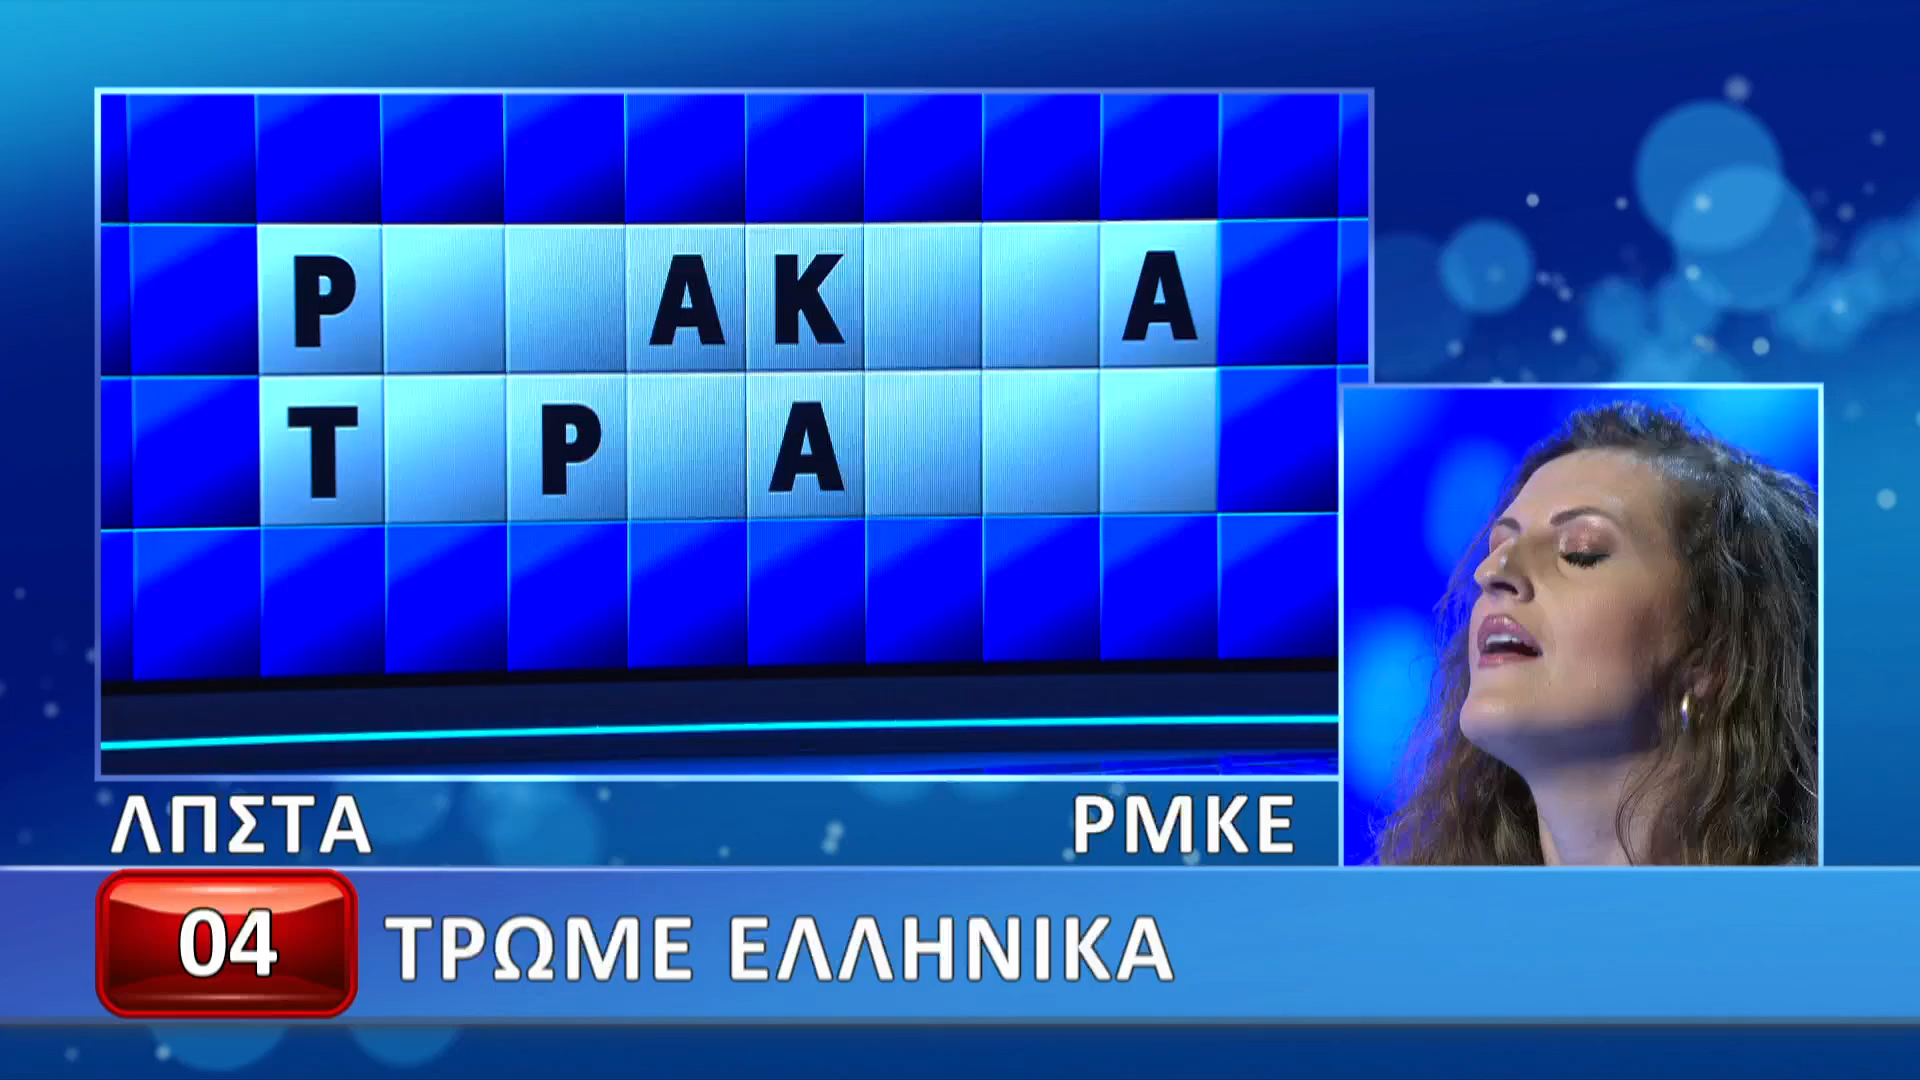 Ρ ΑΚ Α
Τ Ρ Α
ΛΠΣΤΑ
ΡΜΚΕ
04
ΤΡΩΜΕ ΕΛΛΗΝΙΚΑ